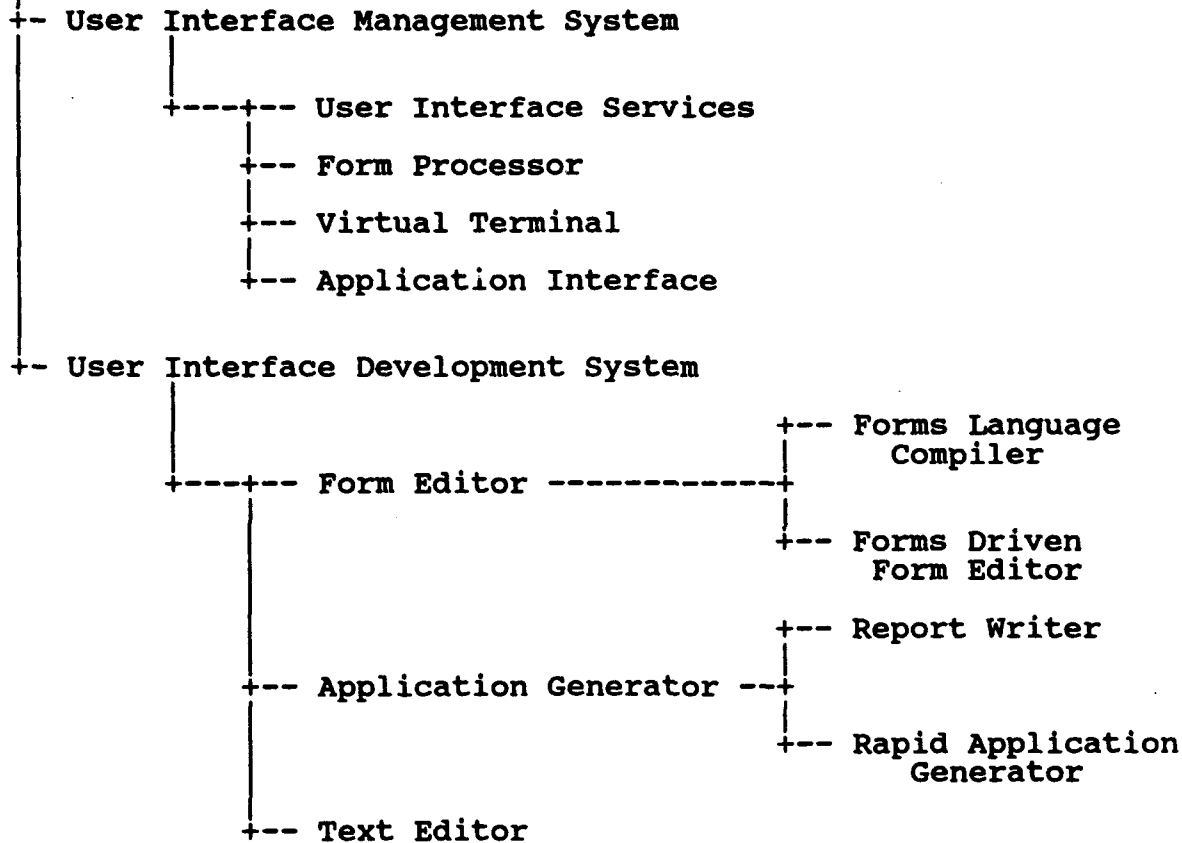 User Interface Management System
User Interface Services
Form Processor
Virtual Terminal
Application Interface
User Interface Development System
Forms Language
Compiler
Form Editor
Forms Driven
Form Editor
Report Writer
Application Generator
Rapid Application
Generator
Text Editor